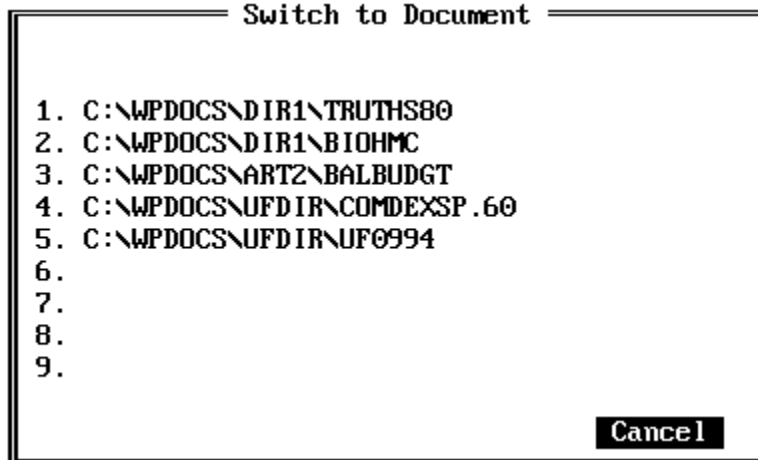 Switch to Document
1. C:\WPDOCS\DIR1\TRUTHS80
2. C:\WPDOCS\DIR1\BIOHMC
3. C:\WPDOCS\ART2\BALBUDGT
4. C:\WPDOCS\UFDIR\COMDEXSP.60
5. C:\WPDOCS\UFDIR\UF0994
6.
7.
8.
9.
Cancel